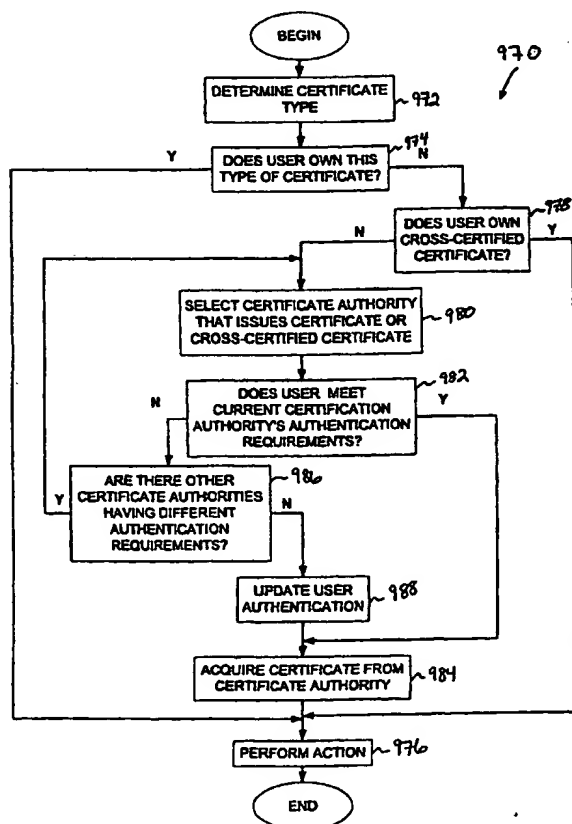 BEGIN
970
DETERMINE CERTIFICATE
TYPE
972
974
Y
DOES USER OWN THIS
TYPE OF CERTIFICATE?
N
978
DOES USER OWN
CROSS-CERTIFIED
CERTIFICATE?
N
Y
SELECT CERTIFICATE AUTHORITY
THAT ISSUES CERTIFICATE OR
CROSS-CERTIFIED CERTIFICATE
980
982
DOES USER MEET
CURRENT CERTIFICATION
AUTHORITY'S AUTHENTICATION
REQUIREMENTS?
N
Y
986
ARE THERE OTHER
CERTIFICATE AUTHORITIES
HAVING DIFFERENT
AUTHENTICATION
REQUIREMENTS?
Y
N
UPDATE USER
AUTHENTICATION
988
ACQUIRE CERTIFICATE FROM
CERTIFICATE AUTHORITY
984
PERFORM ACTION
976
END